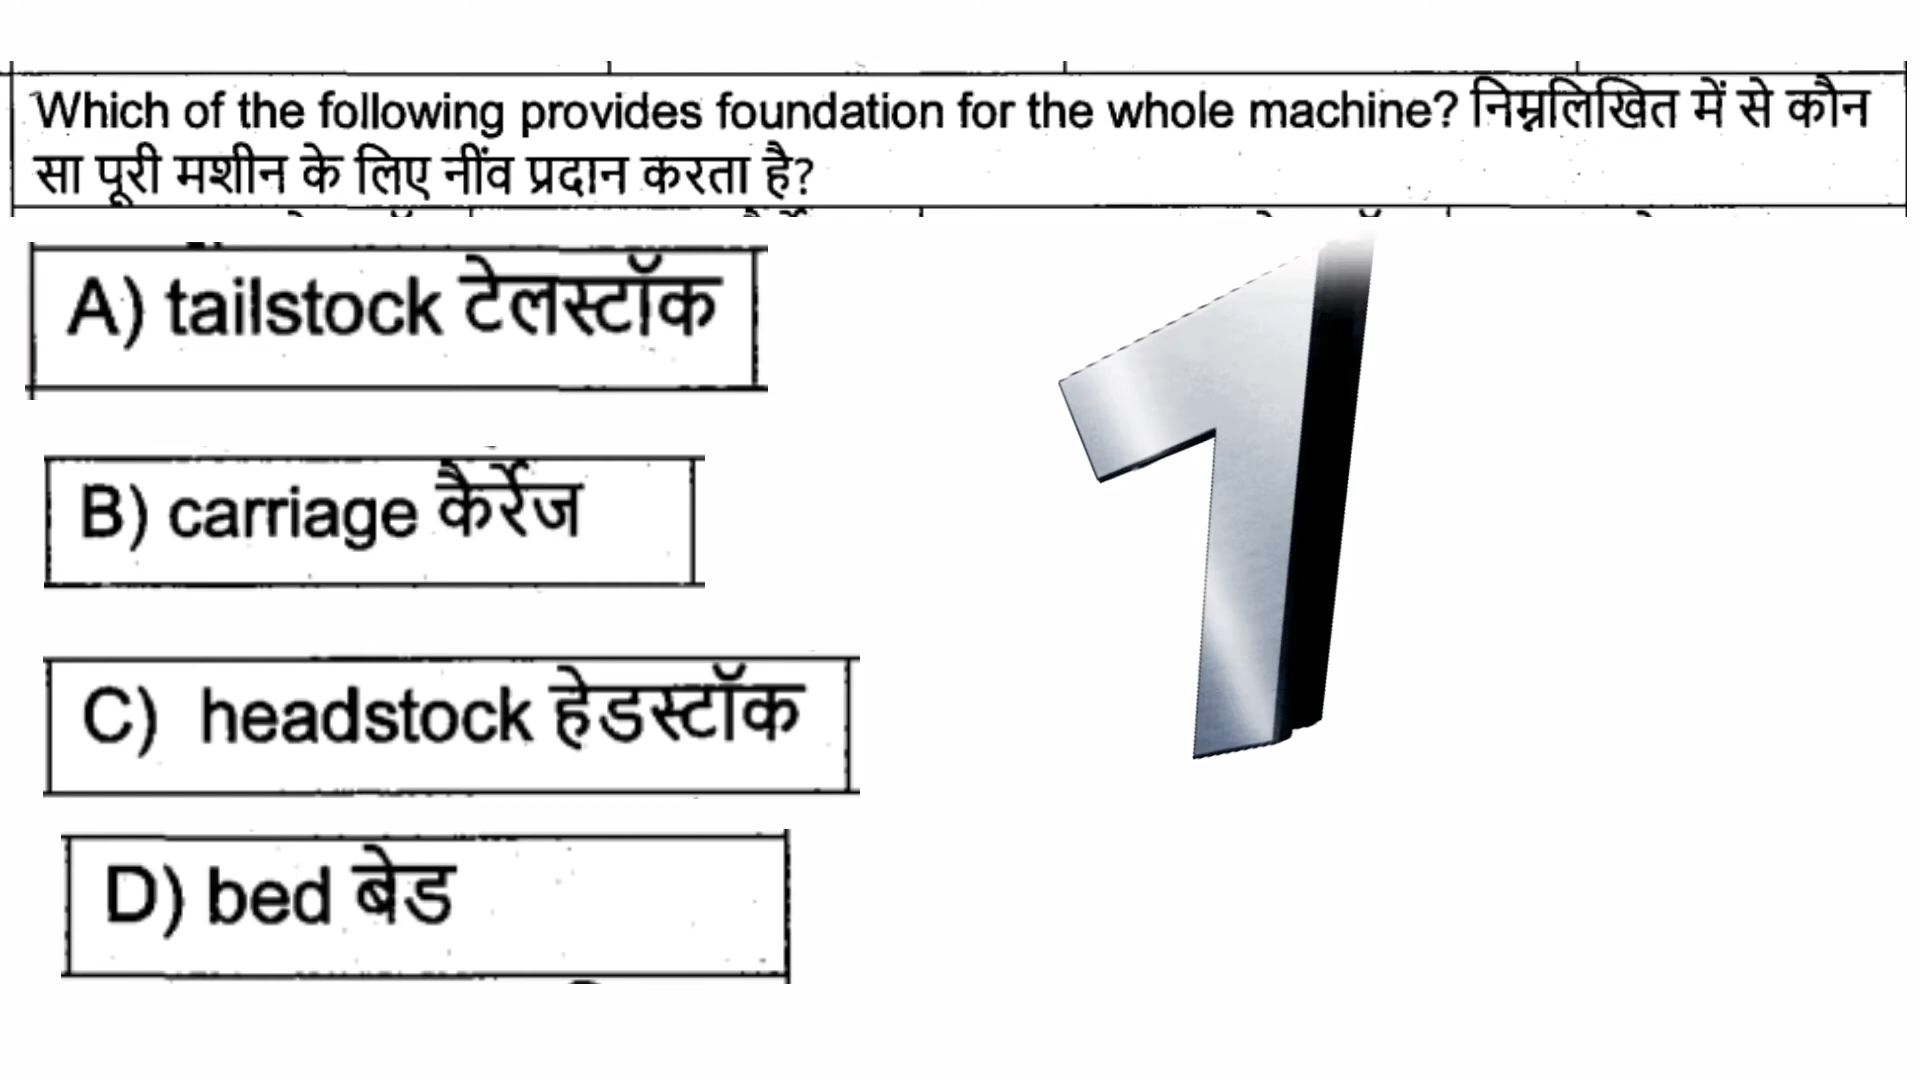 Which of the following provides foundation for the whole machine? निम्नलिखित में से कौन
सा पूरी मशीन के लिए नींव प्रदान करता है?
A) tailstock टेलस्टॉक
B) carriage कैर्रेज
C) headstock हेडस्टॉक
D) bed बेड
1